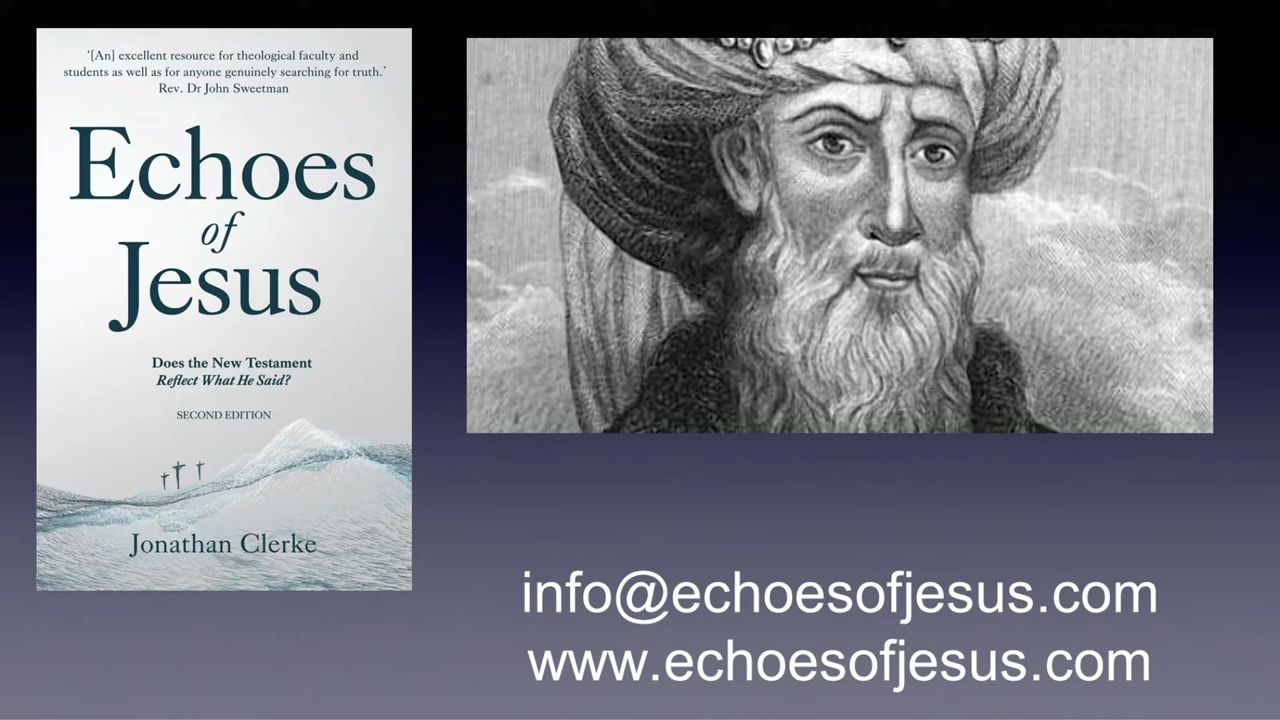 ‘[An] excellent resource for theological faculty and
students as well as for anyone genuinely searching for truth.’
Rev. Dr John Sweetman
Echoes
of
Jesus
Does the New Testament
Reflect What He Said?
SECOND EDITION
Jonathan Clerke
info@echoesofjesus.com
www.echoesofjesus.com